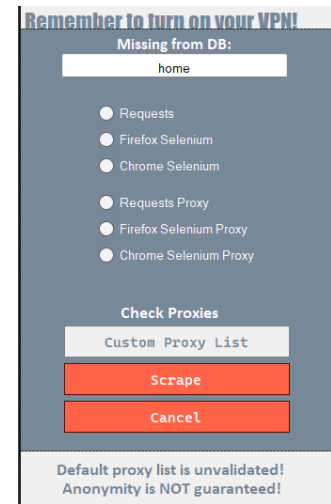 Remember to turn on your VPN!
Missing from DB:
home
Requests
Firefox Selenium
Chrome Selenium
Requests Proxy
Firefox Selenium Proxy
Chrome Selenium Proxy
Check Proxies
Custom Proxy List
Scrape
Cancel
Default proxy list is unvalidated!
Anonymity is NOT guaranteed!